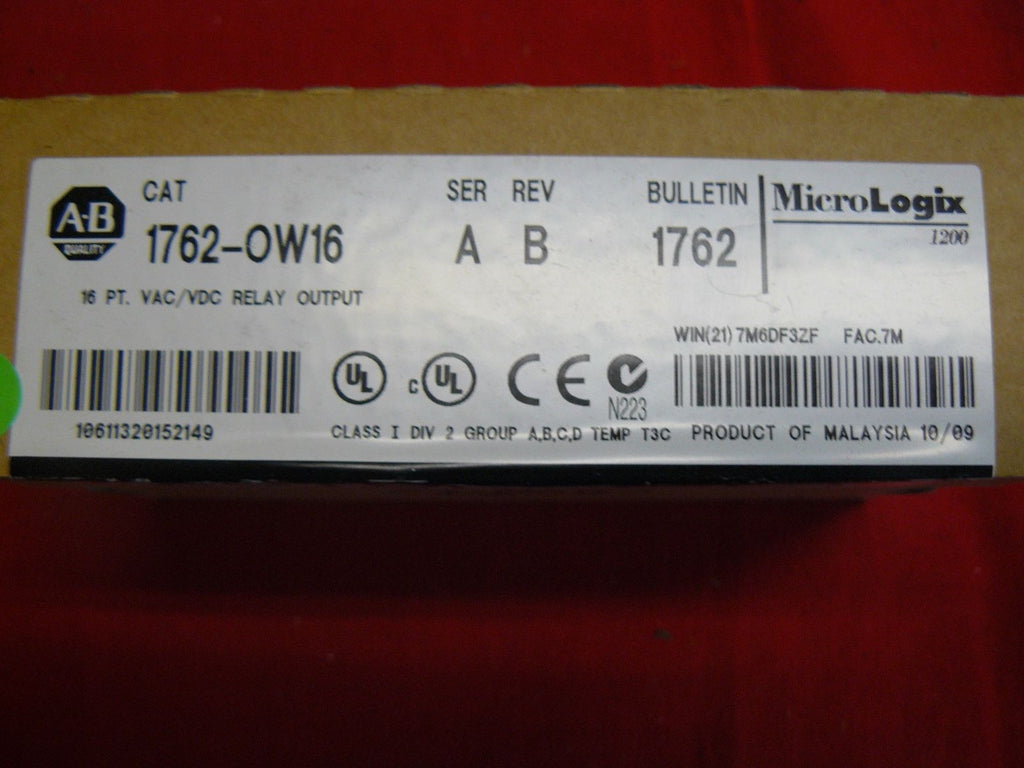 A-B QUALITY
CAT SER REV BULLETIN MicroLogix
1762-OW16 A B 1762 1200
16 PT. VAC/VDC RELAY OUTPUT
WIN(21) 7M6DF3ZF FAC.7M
UL c UL CE N223
10611320152149 CLASS I DIV 2 GROUP A,B,C,D TEMP T3C PRODUCT OF MALAYSIA 10/09